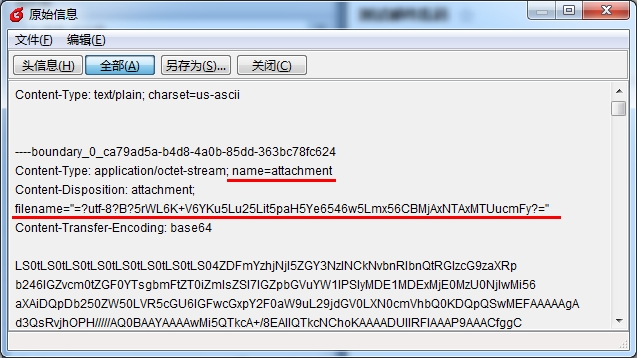 原始信息
文件(F) 编辑(E)
头信息(H) 全部(A) 另存为(S)... 关闭(C)
Content-Type: text/plain; charset=us-ascii
----boundary_0_ca79ad5a-b4d8-4a0b-85dd-363bc78fc624
Content-Type: application/octet-stream; name=attachment
Content-Disposition: attachment;
filename="=?utf-8?B?5rWL6K+V6YKu5Lu25Lit5paH5Ye6546w5Lmx56CBMjAxNTAxMTUucmFy?="
Content-Transfer-Encoding: base64
LS0tLS0tLS0tLS0tLS0tLS0tLS0tLS04ZDFmYzhjNjI5ZGY3NzlNCkNvbnRlbnQtRGlzcG9zaXRp
b246IGZvcm0tZGF0YTsgbmFtZT0iZmlsZSI7IGZpbGVuYW1lPSIyMDE1MDExMjE0MzU0NjIwMi56
aXAiDQpDb250ZW50LVR5cGU6IGFwcGxpY2F0aW9uL29jdGV0LXN0cmVhbQ0KDQpQSwMEFAAAAAgA
d3QsRvjhOPH/////AQ0BAAYAAAAwMi5QTkcA+/8EAIlQTkcNChoKAAAADUlIRFIAAAP9AAACfggC